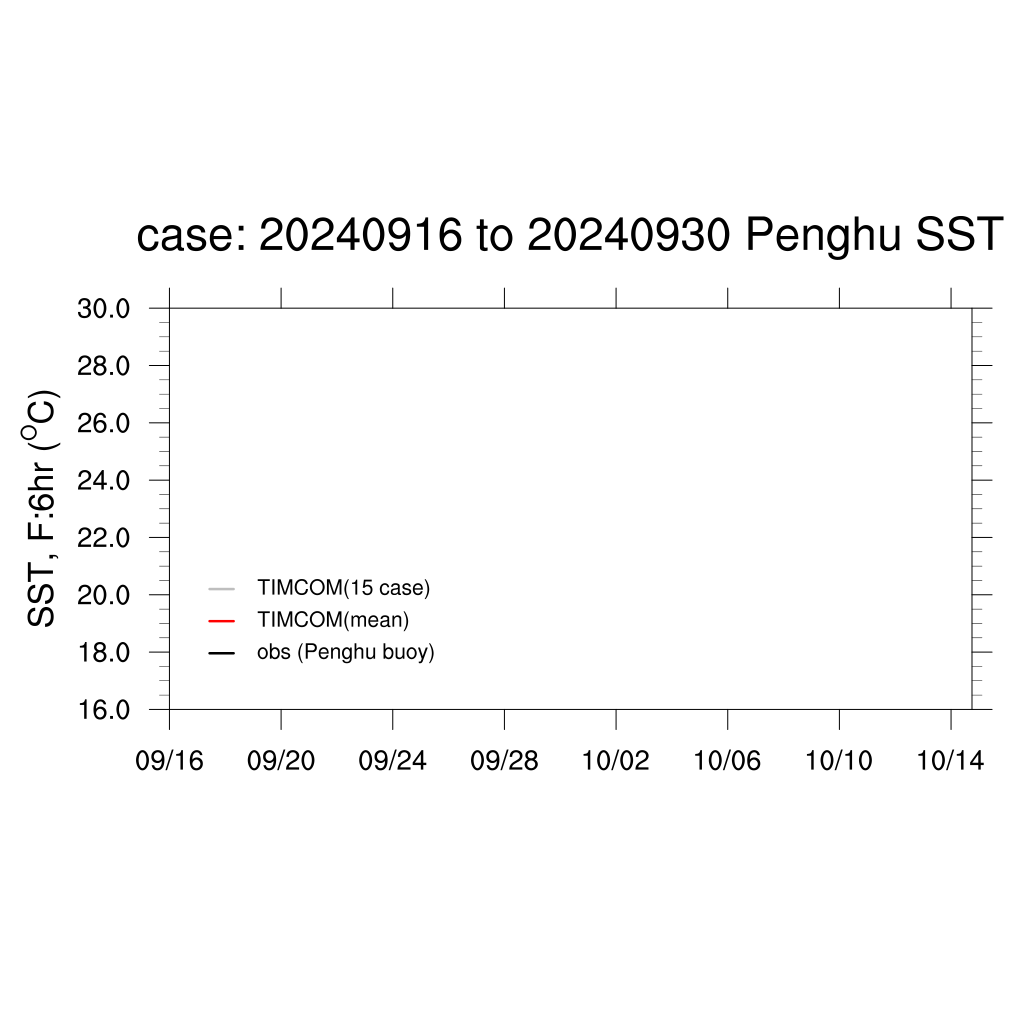 case: 20240916 to 20240930 Penghu SST
30.0
28.0
26.0
24.0
22.0
20.0
18.0
16.0
SST, F:6hr (°C)
TIMCOM(15 case)
TIMCOM(mean)
obs (Penghu buoy)
09/16 09/20 09/24 09/28 10/02 10/06 10/10 10/14